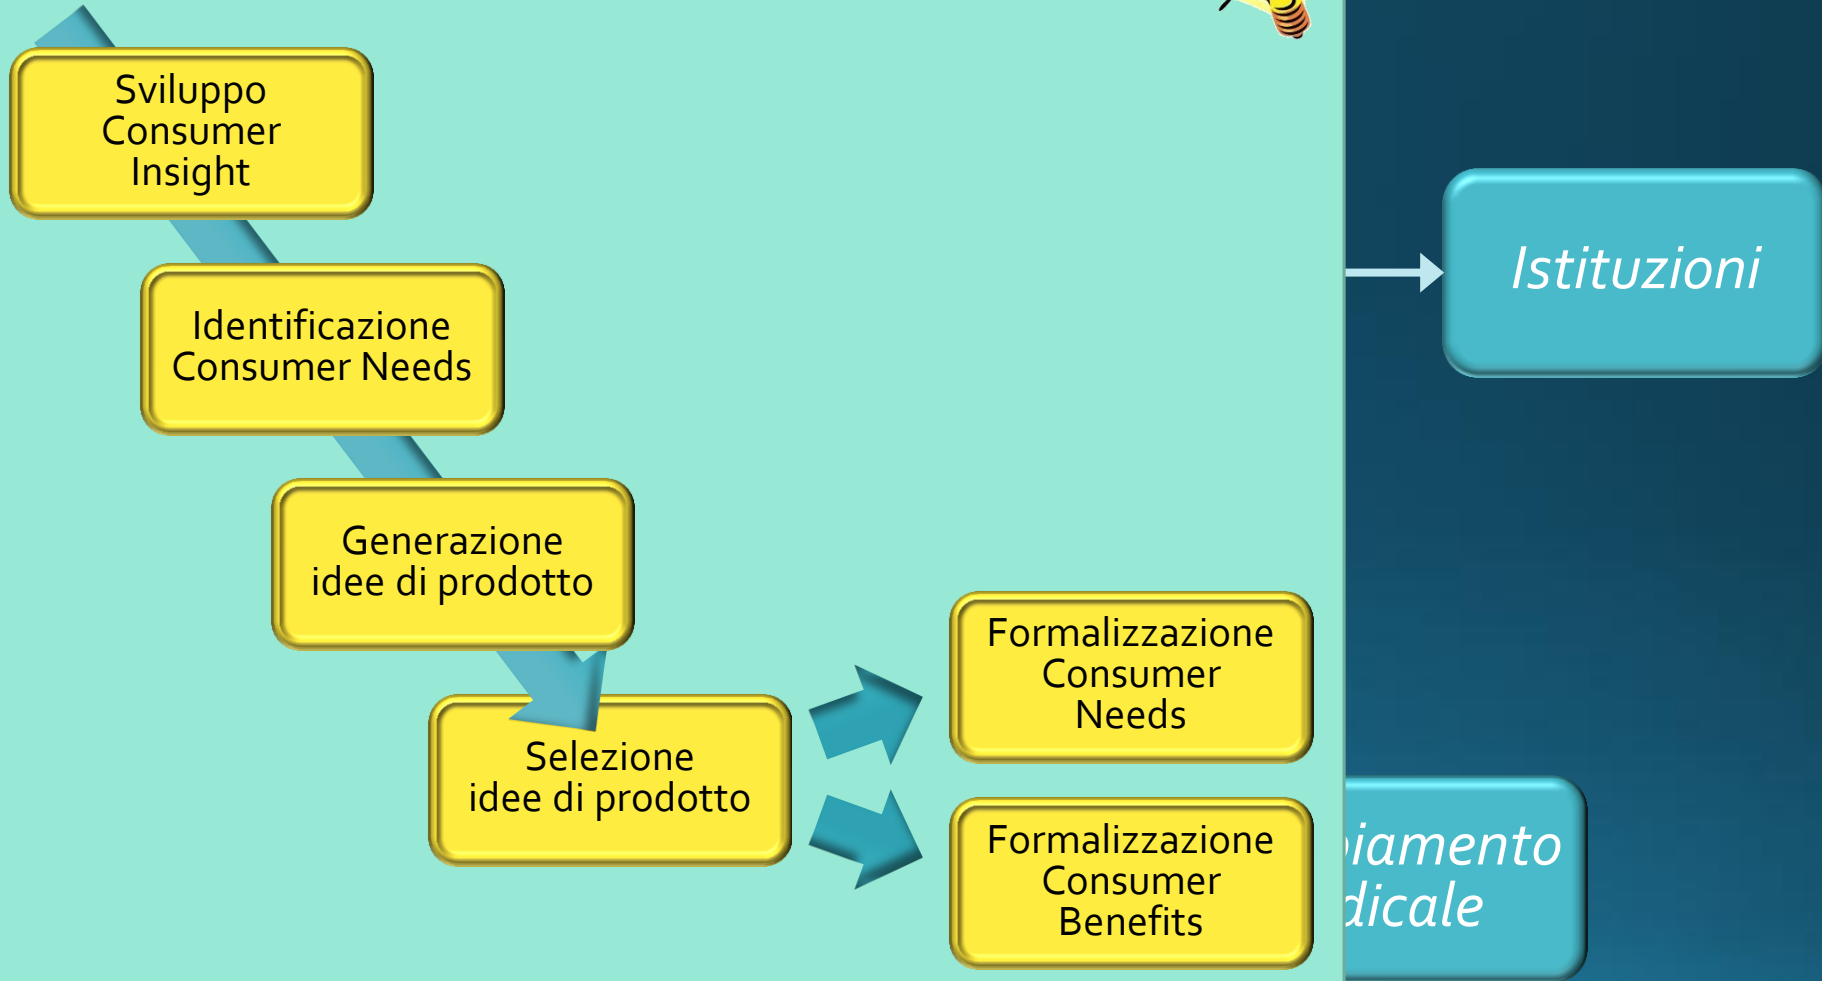 Sviluppo
Consumer
Insight
Identificazione
Consumer Needs
Generazione
idee di prodotto
Selezione
idee di prodotto
Formalizzazione
Consumer
Needs
Formalizzazione
Consumer
Benefits
Istituzioni